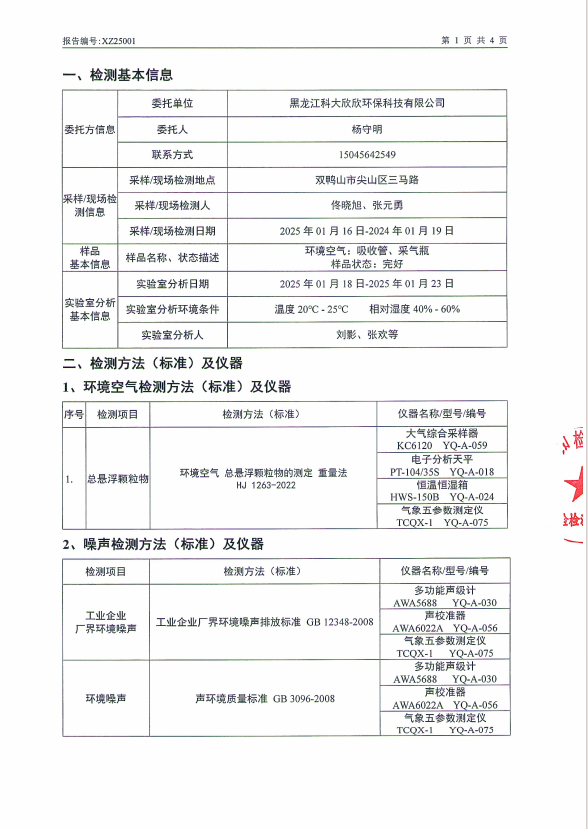 报告编号:XZ25001
第 1 页 共 4 页
一、检测基本信息
委托方信息
委托单位
黑龙江科大欣欣环保科技有限公司
委托人
杨守明
联系方式
15045642549
采样/现场检
测信息
采样/现场检测地点
双鸭山市尖山区三马路
采样/现场检测人
佟晓旭、张元勇
采样/现场检测日期
2025 年 01 月 16 日-2024 年 01 月 19 日
样品
基本信息
样品名称、状态描述
环境空气：吸收管、采气瓶
样品状态：完好
实验室分析
基本信息
实验室分析日期
2025 年 01 月 18 日-2025 年 01 月 23 日
实验室分析环境条件
温度 20℃ - 25℃ 相对湿度 40% - 60%
实验室分析人
刘影、张欢等
二、检测方法（标准）及仪器
1、环境空气检测方法（标准）及仪器
序号 检测项目 检测方法（标准） 仪器名称/型号/编号
1.
总悬浮颗粒物
环境空气 总悬浮颗粒物的测定 重量法
HJ 1263-2022
大气综合采样器
KC6120 YQ-A-059
电子分析天平
PT-104/35S YQ-A-018
恒温恒湿箱
HWS-150B YQ-A-024
气象五参数测定仪
TCQX-1 YQ-A-075
2、噪声检测方法（标准）及仪器
检测项目 检测方法（标准） 仪器名称/型号/编号
工业企业
厂界环境噪声
工业企业厂界环境噪声排放标准 GB 12348-2008
多功能声级计
AWA5688 YQ-A-030
声校准器
AWA6022A YQ-A-056
气象五参数测定仪
TCQX-1 YQ-A-075
环境噪声
声环境质量标准 GB 3096-2008
多功能声级计
AWA5688 YQ-A-030
声校准器
AWA6022A YQ-A-056
气象五参数测定仪
TCQX-1 YQ-A-075